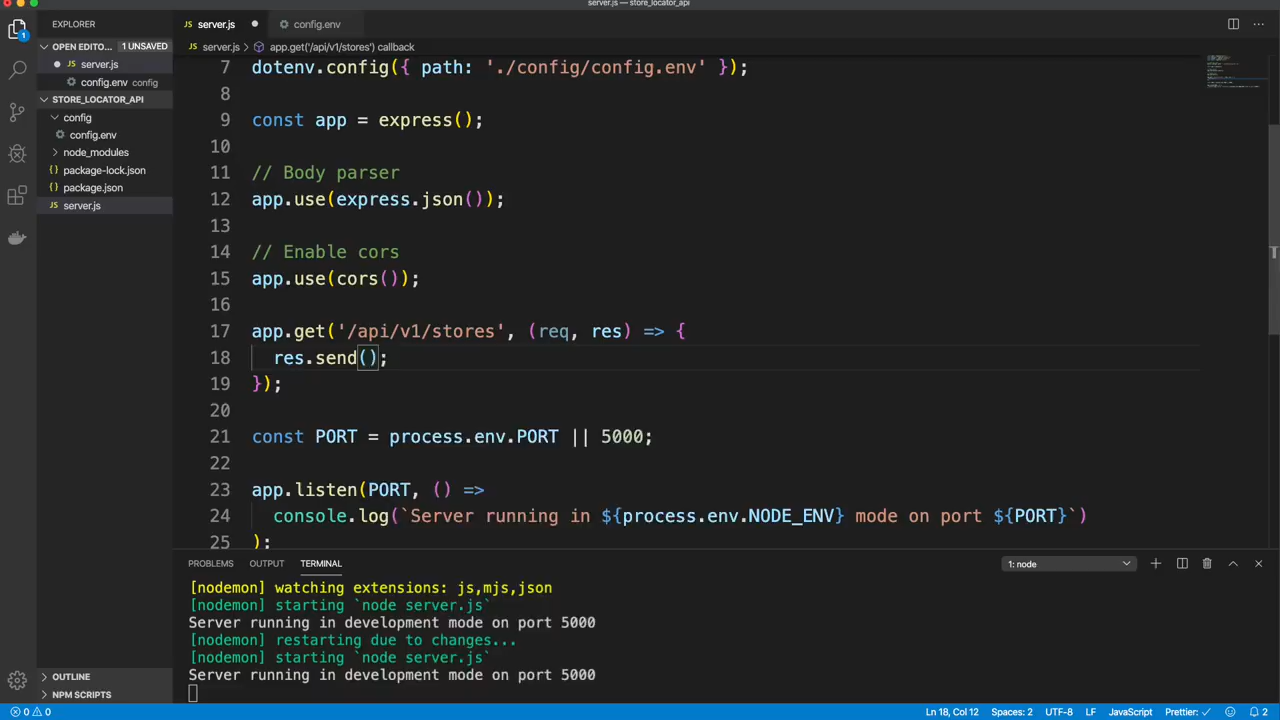 server.js — store_locator_api
EXPLORER
JS server.js ●
config.env
OPEN EDITO... 1 UNSAVED
JS server.js > app.get('/api/v1/stores') callback
● JS server.js
config.env config
STORE_LOCATOR_API
config
config.env
node_modules
{} package-lock.json
{} package.json
JS server.js
1
7 dotenv.config({ path: './config/config.env' });
8
9 const app = express();
10
11 // Body parser
12 app.use(express.json());
13
14 // Enable cors
15 app.use(cors());
16
17 app.get('/api/v1/stores', (req, res) => {
18 res.send();
19 });
20
21 const PORT = process.env.PORT || 5000;
22
23 app.listen(PORT, () =>
24 console.log(`Server running in ${process.env.NODE_ENV} mode on port ${PORT}`)
25 );
PROBLEMS OUTPUT TERMINAL 1: node
[nodemon] watching extensions: js,mjs,json
[nodemon] starting `node server.js`
Server running in development mode on port 5000
[nodemon] restarting due to changes...
[nodemon] starting `node server.js`
Server running in development mode on port 5000
OUTLINE
NPM SCRIPTS
0 0 Ln 18, Col 12 Spaces: 2 UTF-8 LF JavaScript Prettier: ✓ 2